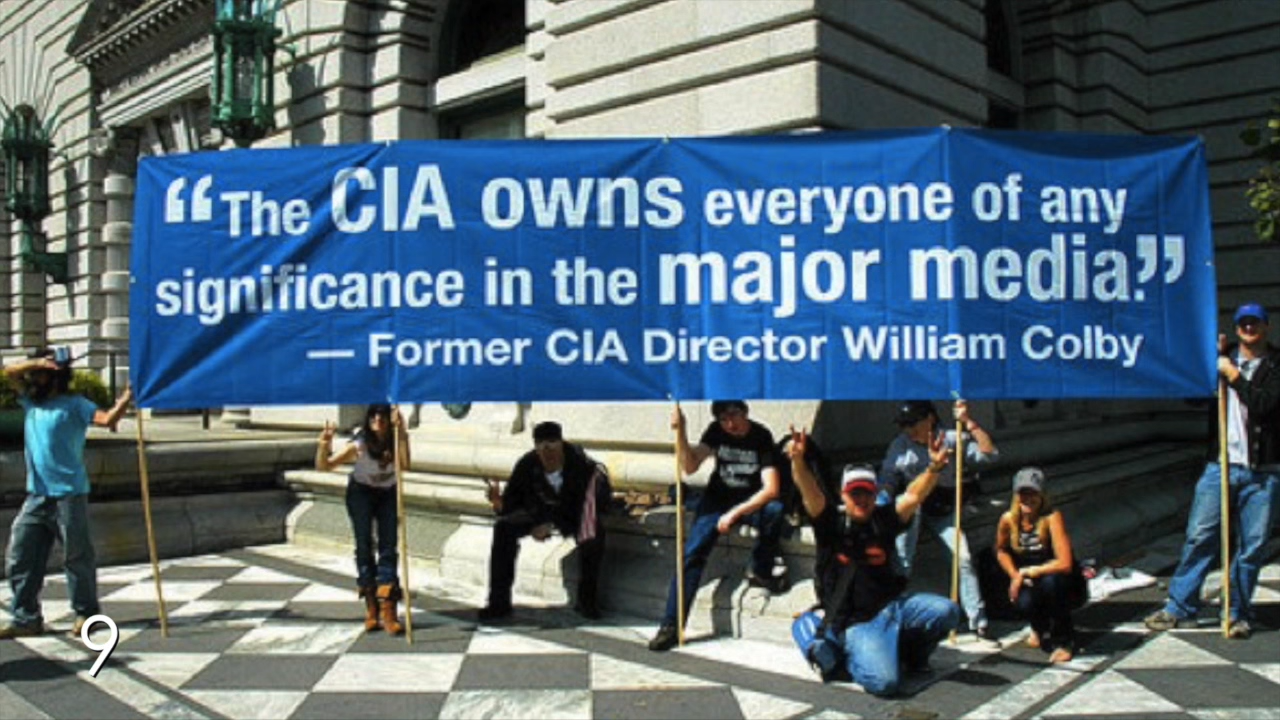 “The CIA owns everyone of any
significance in the major media.”
— Former CIA Director William Colby
9